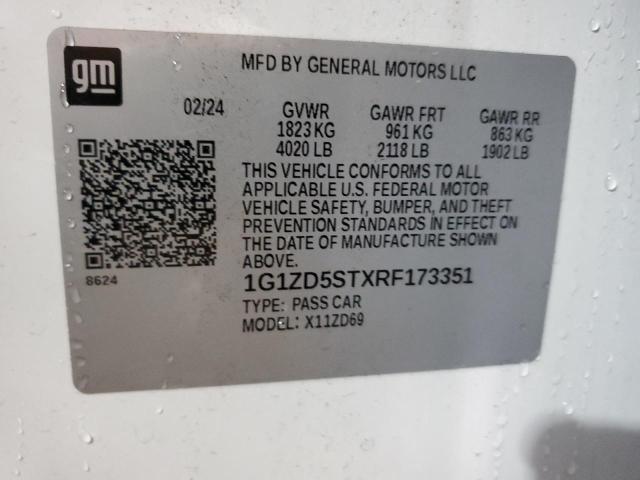 gm
MFD BY GENERAL MOTORS LLC
02/24 GVWR GAWR FRT GAWR RR
1823 KG 961 KG 863 KG
4020 LB 2118 LB 1902 LB
THIS VEHICLE CONFORMS TO ALL
APPLICABLE U.S. FEDERAL MOTOR
VEHICLE SAFETY, BUMPER, AND THEFT
PREVENTION STANDARDS IN EFFECT ON
THE DATE OF MANUFACTURE SHOWN
ABOVE.
8624
1G1ZD5STXRF173351
TYPE: PASS CAR
MODEL: X11ZD69